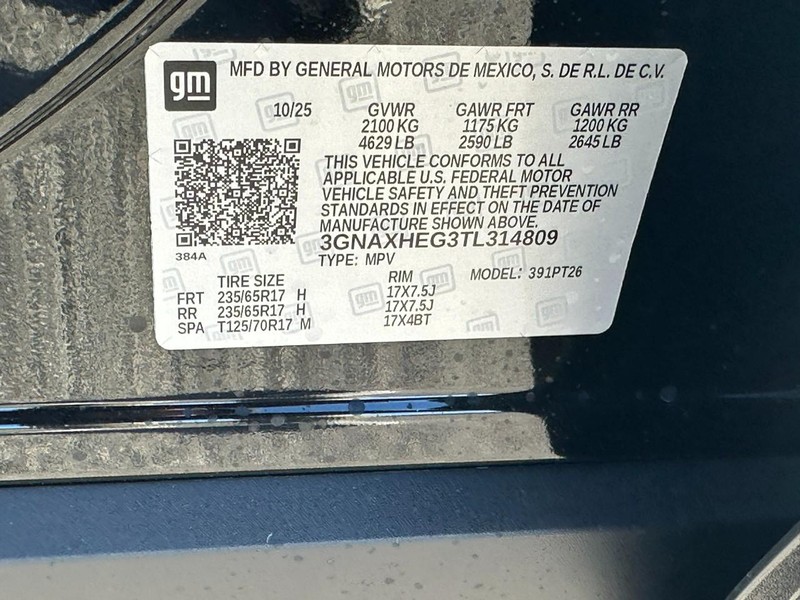 gm
MFD BY GENERAL MOTORS DE MEXICO, S. DE R.L. DE C.V.
10/25 GVWR GAWR FRT GAWR RR
2100 KG 1175 KG 1200 KG
4629 LB 2590 LB 2645 LB
THIS VEHICLE CONFORMS TO ALL
APPLICABLE U.S. FEDERAL MOTOR
VEHICLE SAFETY AND THEFT PREVENTION
STANDARDS IN EFFECT ON THE DATE OF
MANUFACTURE SHOWN ABOVE.
3GNAXHEG3TL314809
384A
TYPE: MPV
TIRE SIZE RIM MODEL: 391PT26
FRT 235/65R17 H 17X7.5J
RR 235/65R17 H 17X7.5J
SPA T125/70R17 M 17X4BT